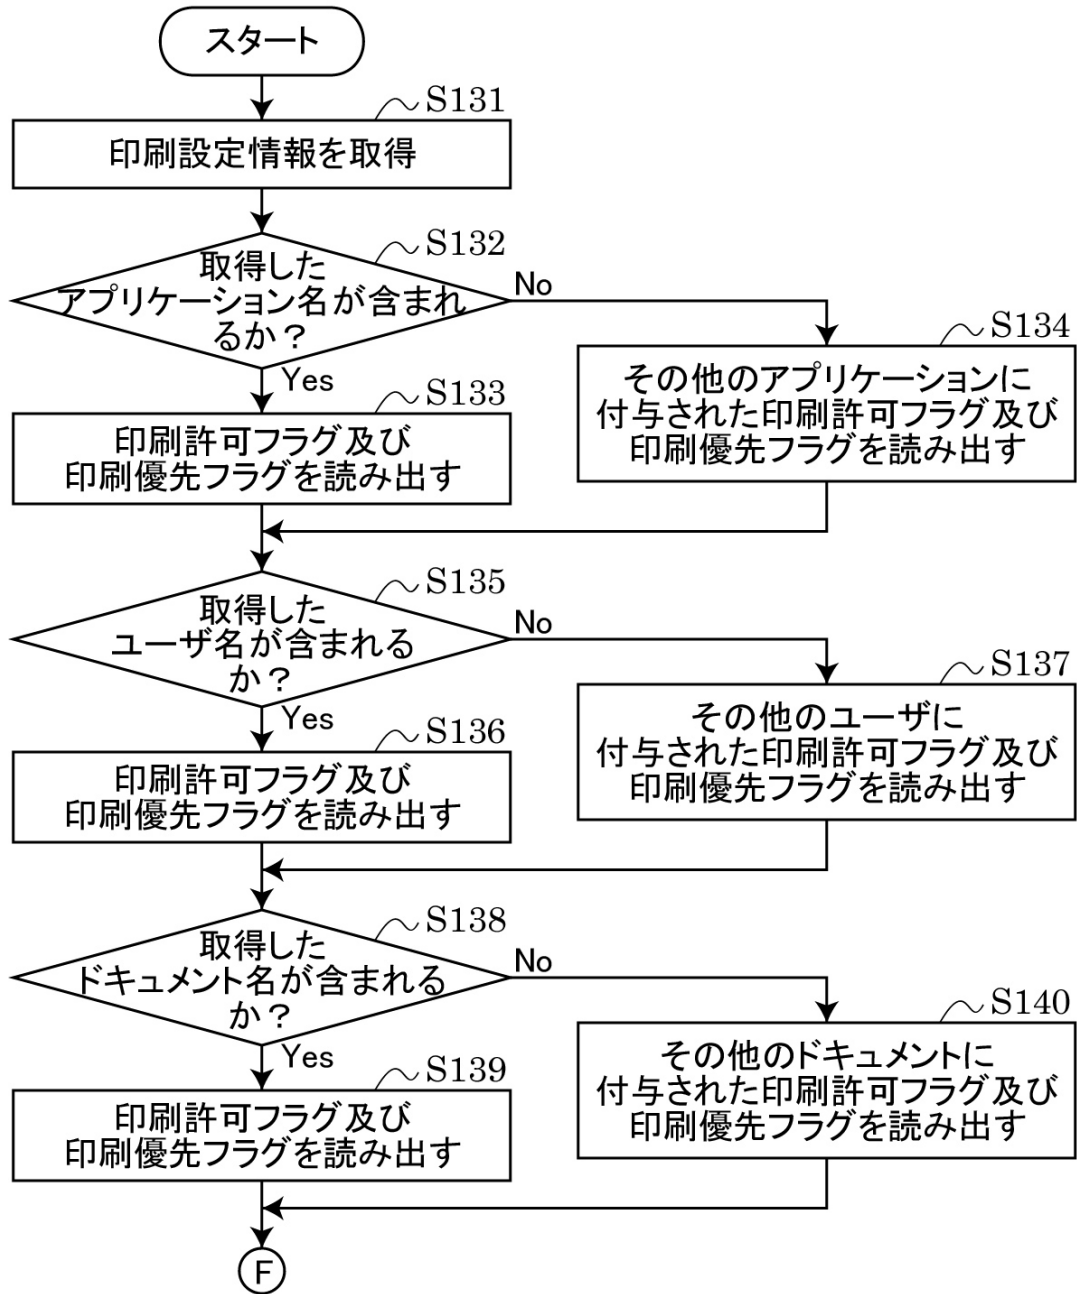 スタート
S131
印刷設定情報を取得
S132
取得した
アプリケーション名が含まれ
るか？
No
Yes
S133
印刷許可フラグ及び
印刷優先フラグを読み出す
S134
その他のアプリケーションに
付与された印刷許可フラグ及び
印刷優先フラグを読み出す
S135
取得した
ユーザ名が含まれる
か？
No
Yes
S136
印刷許可フラグ及び
印刷優先フラグを読み出す
S137
その他のユーザに
付与された印刷許可フラグ及び
印刷優先フラグを読み出す
S138
取得した
ドキュメント名が含まれる
か？
No
Yes
S139
印刷許可フラグ及び
印刷優先フラグを読み出す
S140
その他のドキュメントに
付与された印刷許可フラグ及び
印刷優先フラグを読み出す
F